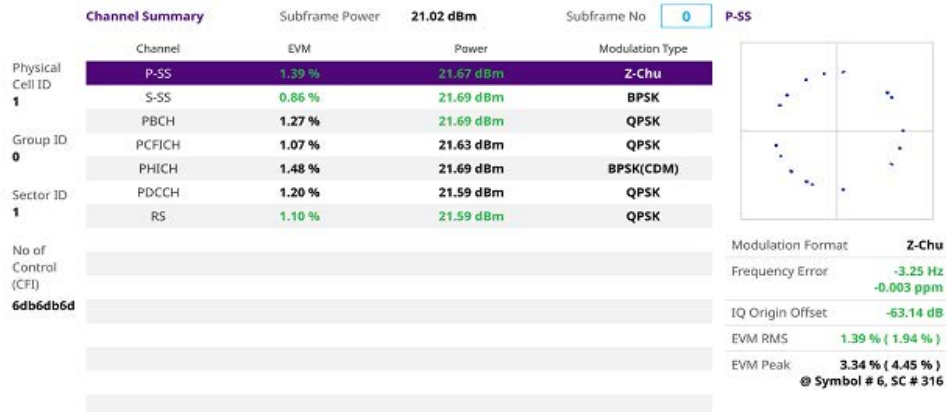 Channel Summary Subframe Power 21.02 dBm Subframe No 0 P-SS
Channel EVM Power Modulation Type
Physical
Cell ID
1
Group ID
0
Sector ID
1
No of
Control
(CFI)
6db6db6d
P-SS 1.39 % 21.67 dBm Z-Chu
S-SS 0.86 % 21.69 dBm BPSK
PBCH 1.27 % 21.69 dBm QPSK
PCFICH 1.07 % 21.63 dBm QPSK
PHICH 1.48 % 21.69 dBm BPSK(CDM)
PDCCH 1.20 % 21.59 dBm QPSK
RS 1.10 % 21.59 dBm QPSK
Modulation Format Z-Chu
Frequency Error -3.25 Hz
-0.003 ppm
IQ Origin Offset -63.14 dB
EVM RMS 1.39 % ( 1.94 % )
EVM Peak 3.34 % ( 4.45 % )
@ Symbol # 6, SC # 316